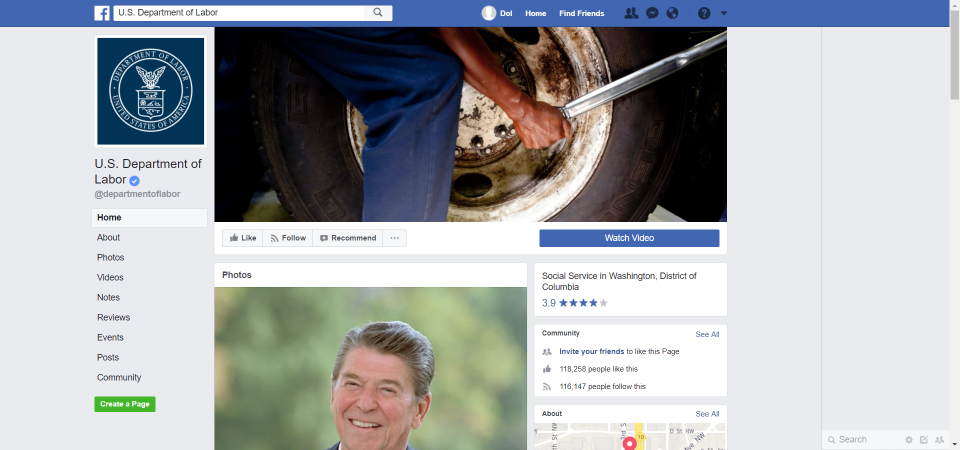 U.S. Department of Labor
Dol
Home
Find Friends
DEPARTMENT OF LABOR
UNITED STATES OF AMERICA
U.S. Department of
Labor
@departmentoflabor
Home
About
Photos
Videos
Notes
Reviews
Events
Posts
Community
Create a Page
Like
Follow
Recommend
Watch Video
Photos
Social Service in Washington, District of
Columbia
3.9
Community
See All
Invite your friends to like this Page
118,258 people like this
116,147 people follow this
About
See All
D St NW
Search